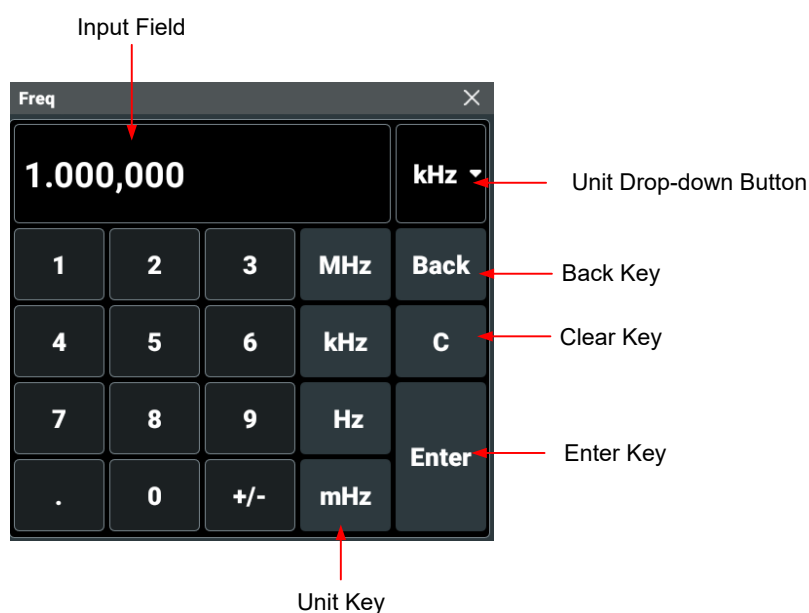 Input Field
Freq
1.000,000 kHz
Unit Drop-down Button
1 2 3 MHz Back
Back Key
4 5 6 kHz C
Clear Key
7 8 9 Hz
Enter
Enter Key
. 0 +/- mHz
Unit Key